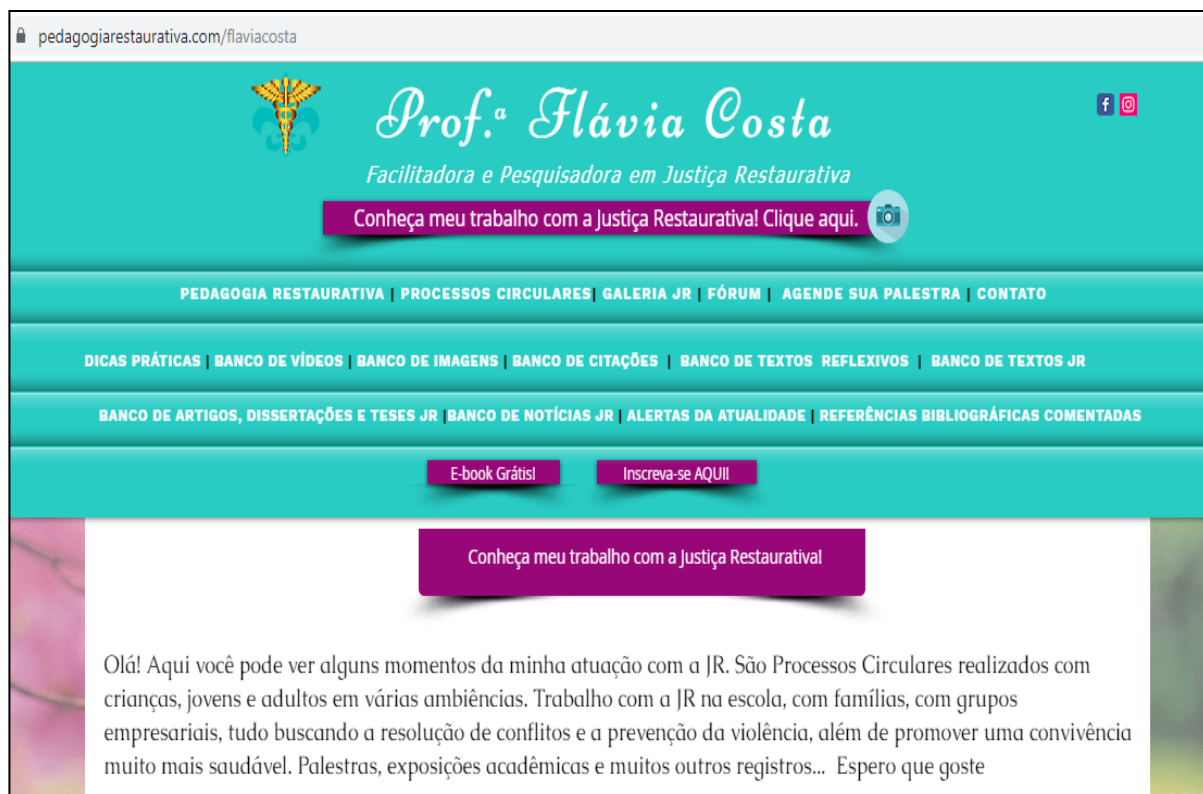 pedagogiarestaurativa.com/flaviacosta
Prof.ª Flávia Costa
Facilitadora e Pesquisadora em Justiça Restaurativa
Conheça meu trabalho com a Justiça Restaurativa! Clique aqui.
PEDAGOGIA RESTAURATIVA | PROCESSOS CIRCULARES| GALERIA JR | FÓRUM | AGENDE SUA PALESTRA | CONTATO
DICAS PRÁTICAS | BANCO DE VÍDEOS | BANCO DE IMAGENS | BANCO DE CITAÇÕES | BANCO DE TEXTOS REFLEXIVOS | BANCO DE TEXTOS JR
BANCO DE ARTIGOS, DISSERTAÇÕES E TESES JR |BANCO DE NOTÍCIAS JR | ALERTAS DA ATUALIDADE | REFERÊNCIAS BIBLIOGRÁFICAS COMENTADAS
E-book Grátis! Inscreva-se AQUI!
Conheça meu trabalho com a Justiça Restaurativa!
Olá! Aqui você pode ver alguns momentos da minha atuação com a JR. São Processos Circulares realizados com
crianças, jovens e adultos em várias ambiências. Trabalho com a JR na escola, com famílias, com grupos
empresariais, tudo buscando a resolução de conflitos e a prevenção da violência, além de promover uma convivência
muito mais saudável. Palestras, exposições acadêmicas e muitos outros registros... Espero que goste